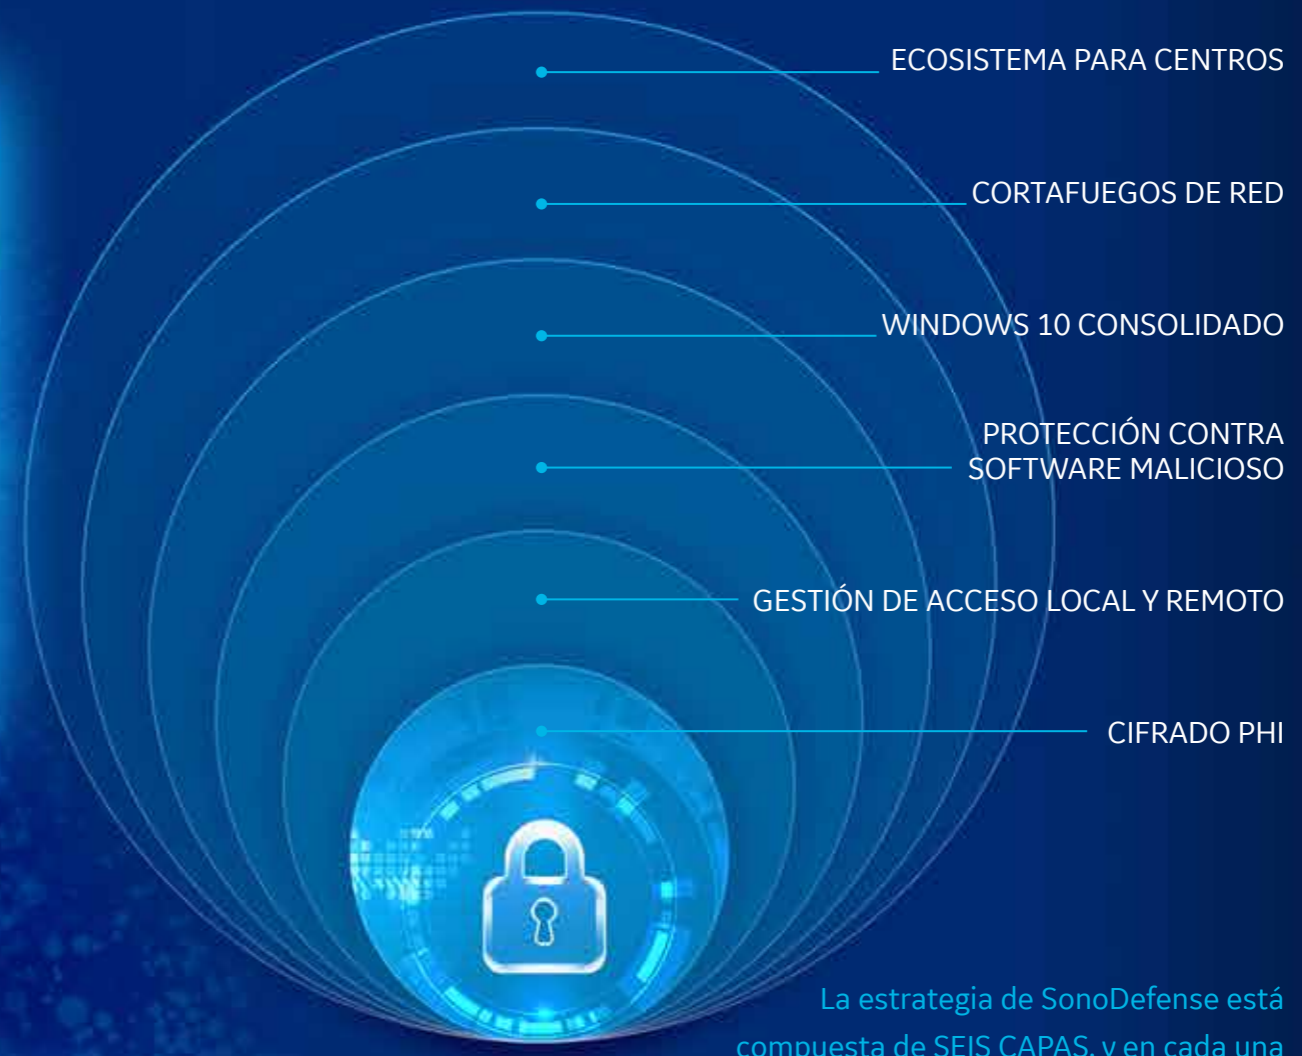 ECOSISTEMA PARA CENTROS
CORTAFUEGOS DE RED
WINDOWS 10 CONSOLIDADO
PROTECCIÓN CONTRA
SOFTWARE MALICIOSO
GESTIÓN DE ACCESO LOCAL Y REMOTO
CIFRADO PHI
La estrategia de SonoDefense está
compuesta de SEIS CAPAS, y en cada una